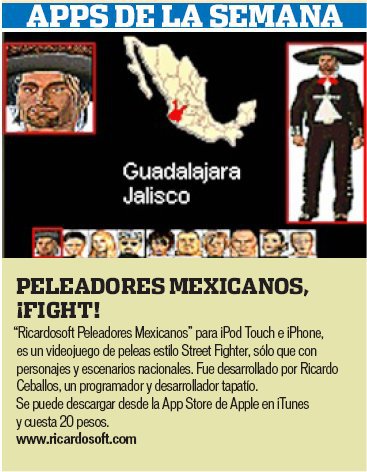 APPS DE LA SEMANA
Guadalajara
Jalisco
PELEADORES MEXICANOS,
¡FIGHT!
“Ricardosoft Peleadores Mexicanos” para iPod Touch e iPhone,
es un videojuego de peleas estilo Street Fighter, sólo que con
personajes y escenarios nacionales. Fue desarrollado por Ricardo
Ceballos, un programador y desarrollador tapatío.
Se puede descargar desde la App Store de Apple en iTunes
y cuesta 20 pesos.
www.ricardosoft.com